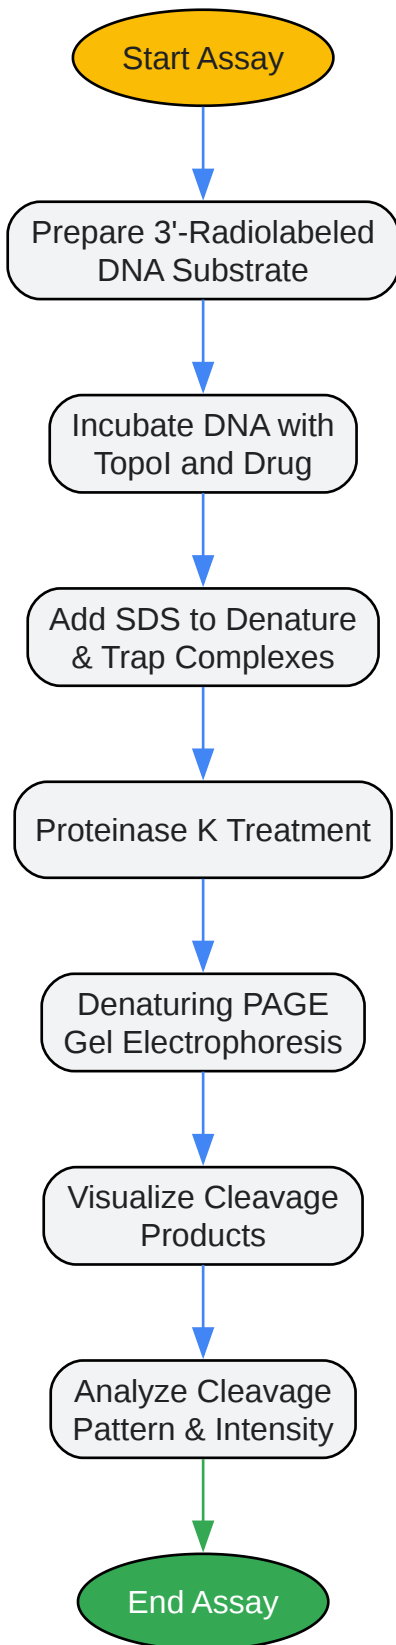 Start Assay
Prepare 3'-Radiolabeled
DNA Substrate
Incubate DNA with
TopoI and Drug
Add SDS to Denature
& Trap Complexes
Proteinase K Treatment
Denaturing PAGE
Gel Electrophoresis
Visualize Cleavage
Products
Analyze Cleavage
Pattern & Intensity
End Assay